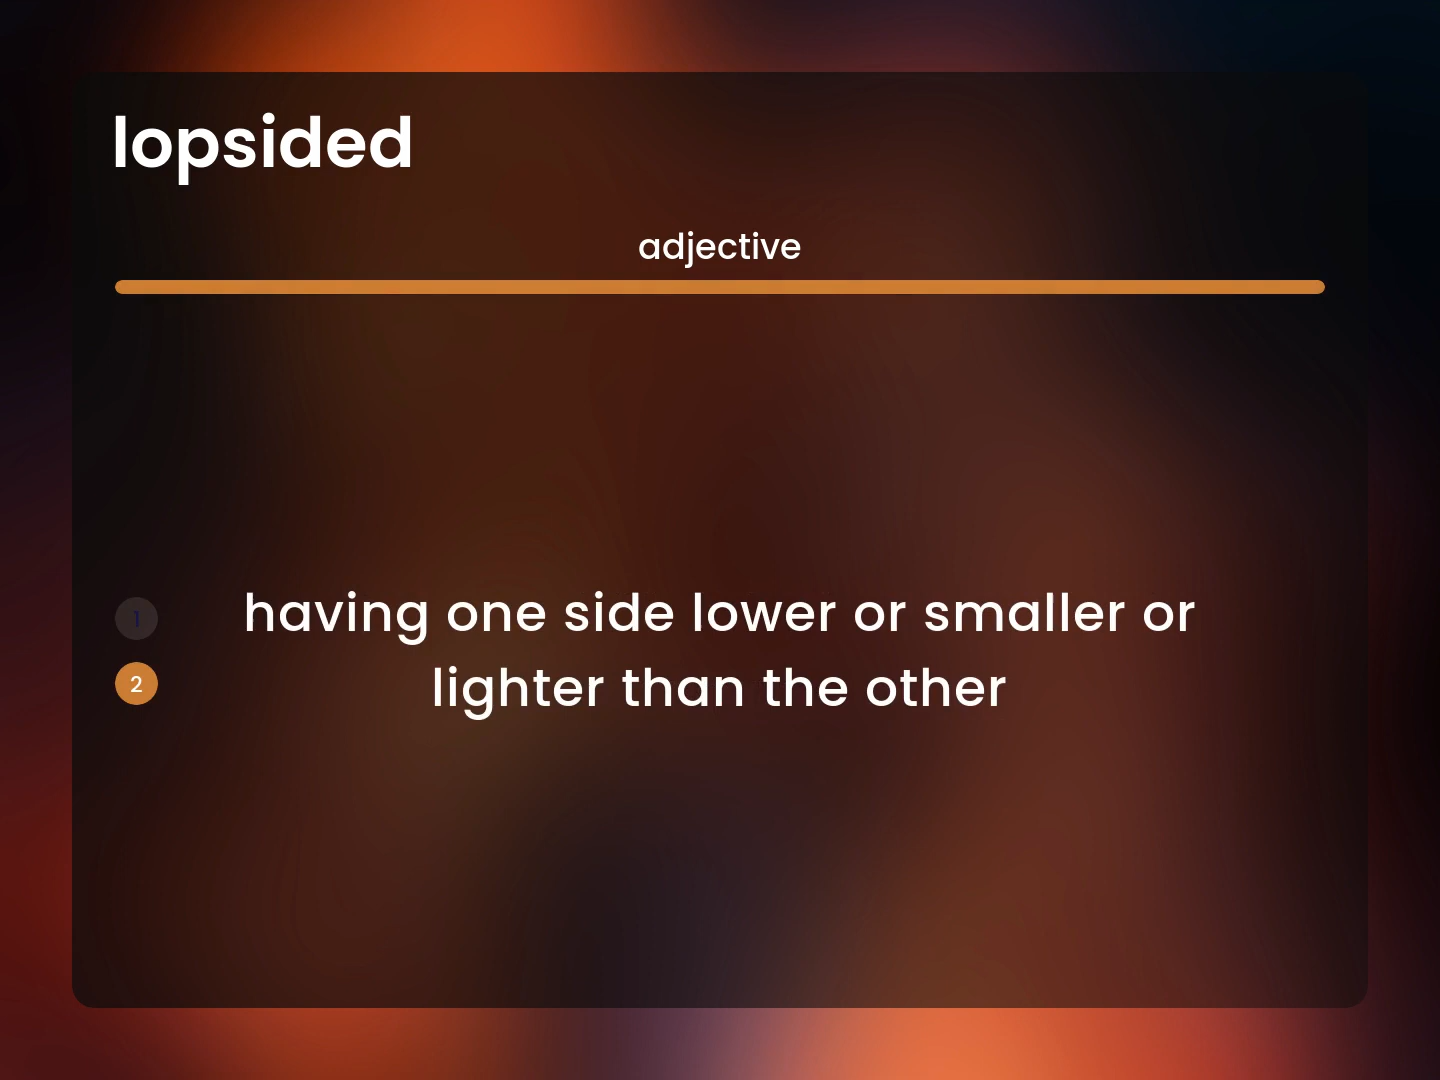 lopsided
adjective
1
having one side lower or smaller or
lighter than the other
2